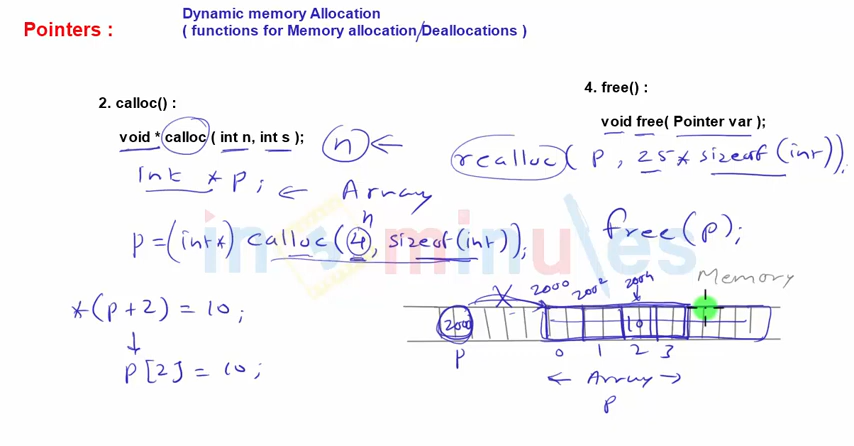 Pointers :
Dynamic memory Allocation
( functions for Memory allocation/Deallocations )
2. calloc() :
void * calloc ( int n, int s );
n ←
int * p; ← Array
n
p = (int*) calloc(4, sizeof(int));
*(p+2) = 10;
↓
p[2] = 10;
4. free() :
void free( Pointer var );
realloc( p, 25 * sizeof(int));
free(p);
in minutes
Memory
2000 2002 2004
2000 10
p 0 1 2 3
← Array →
p